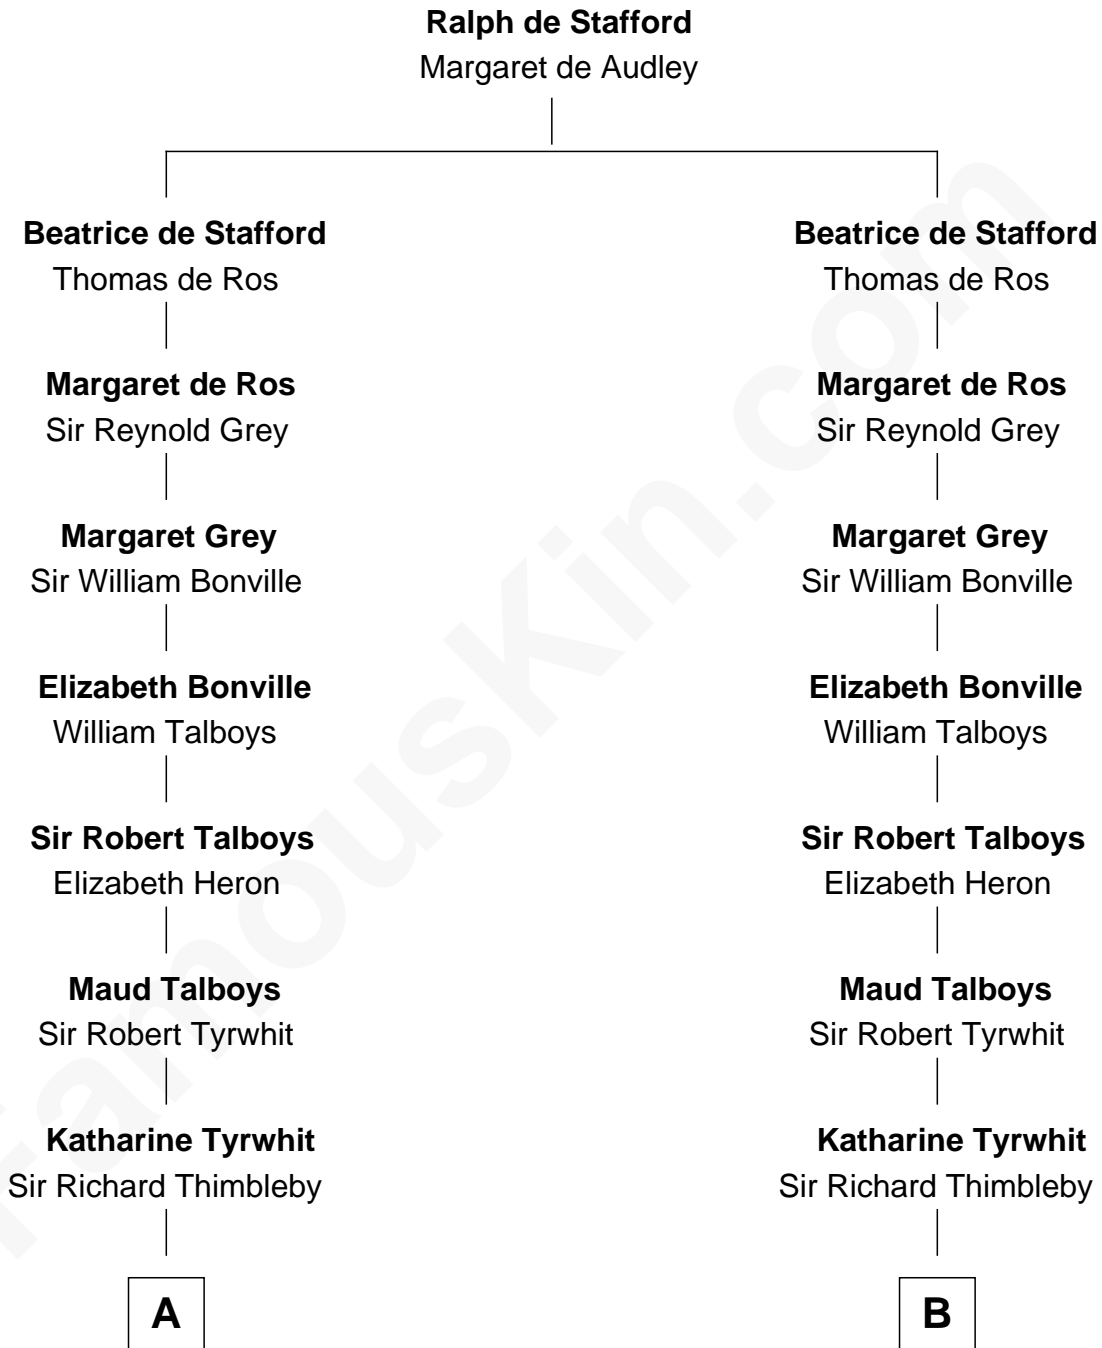 Ralph de Stafford
Margaret de Audley
Beatrice de Stafford
Thomas de Ros
Margaret de Ros
Sir Reynold Grey
Margaret Grey
Sir William Bonville
Elizabeth Bonville
William Talboys
Sir Robert Talboys
Elizabeth Heron
Maud Talboys
Sir Robert Tyrwhit
Katharine Tyrwhit
Sir Richard Thimbleby
A
Beatrice de Stafford
Thomas de Ros
Margaret de Ros
Sir Reynold Grey
Margaret Grey
Sir William Bonville
Elizabeth Bonville
William Talboys
Sir Robert Talboys
Elizabeth Heron
Maud Talboys
Sir Robert Tyrwhit
Katharine Tyrwhit
Sir Richard Thimbleby
B
FamousKin.com